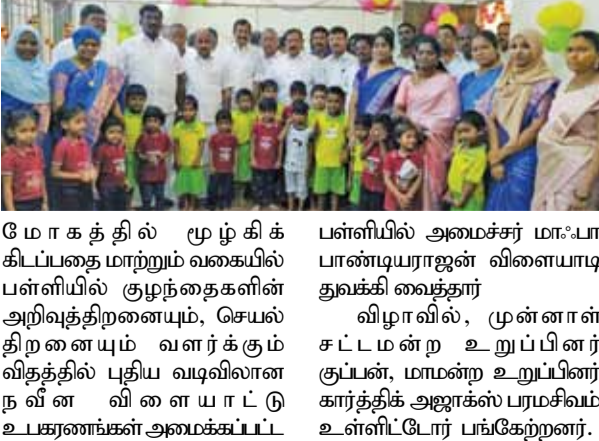 மோகத்தில் மூழ்கிக்
கிடப்பதை மாற்றும் வகையில்
பள்ளியில் குழந்தைகளின்
அறிவுத்திறனையும், செயல்
திறனையும் வளர்க்கும்
விதத்தில் புதிய வடிவிலான
நவீன விளையாட்டு
உபகரணங்கள் அமைக்கப்பட்ட
பள்ளியில் அமைச்சர் மாஃபா
பாண்டியராஜன் விளையாடி
துவக்கி வைத்தார்
விழாவில், முன்னாள்
சட்டமன்ற உறுப்பினர்
குப்பன், மாமன்ற உறுப்பினர்
கார்த்திக் அஜாக்ஸ் பரமசிவம்
உள்ளிட்டோர் பங்கேற்றனர்.